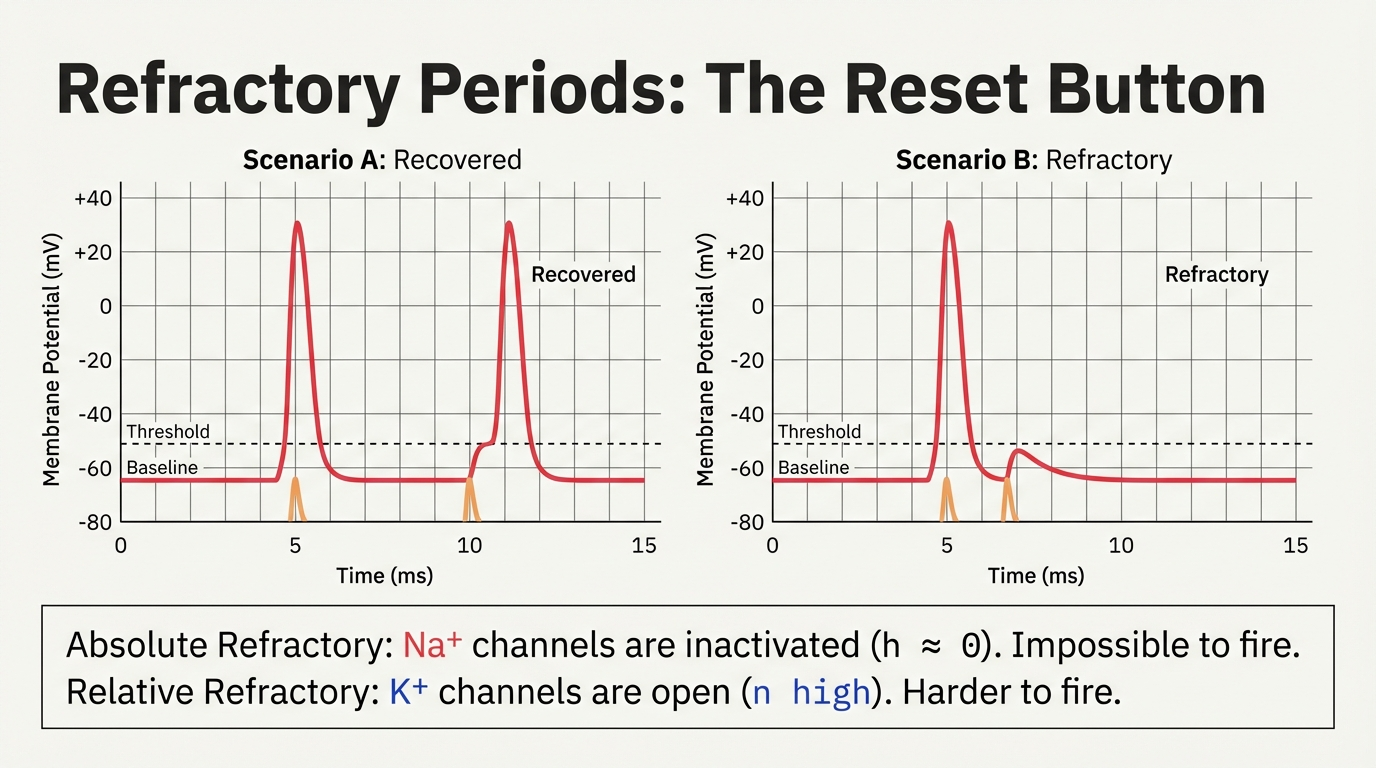 Refractory Periods: The Reset Button
Scenario A: Recovered
Membrane Potential (mV)
+40
+20
0
-20
-40
-60
-80
Recovered
Threshold
Baseline
0 5 10 15
Time (ms)
Scenario B: Refractory
Membrane Potential (mV)
+40
+20
0
-20
-40
-60
-80
Refractory
Threshold
Baseline
0 5 10 15
Time (ms)
Absolute Refractory: Na⁺ channels are inactivated (h ≈ 0). Impossible to fire.
Relative Refractory: K⁺ channels are open (n high). Harder to fire.